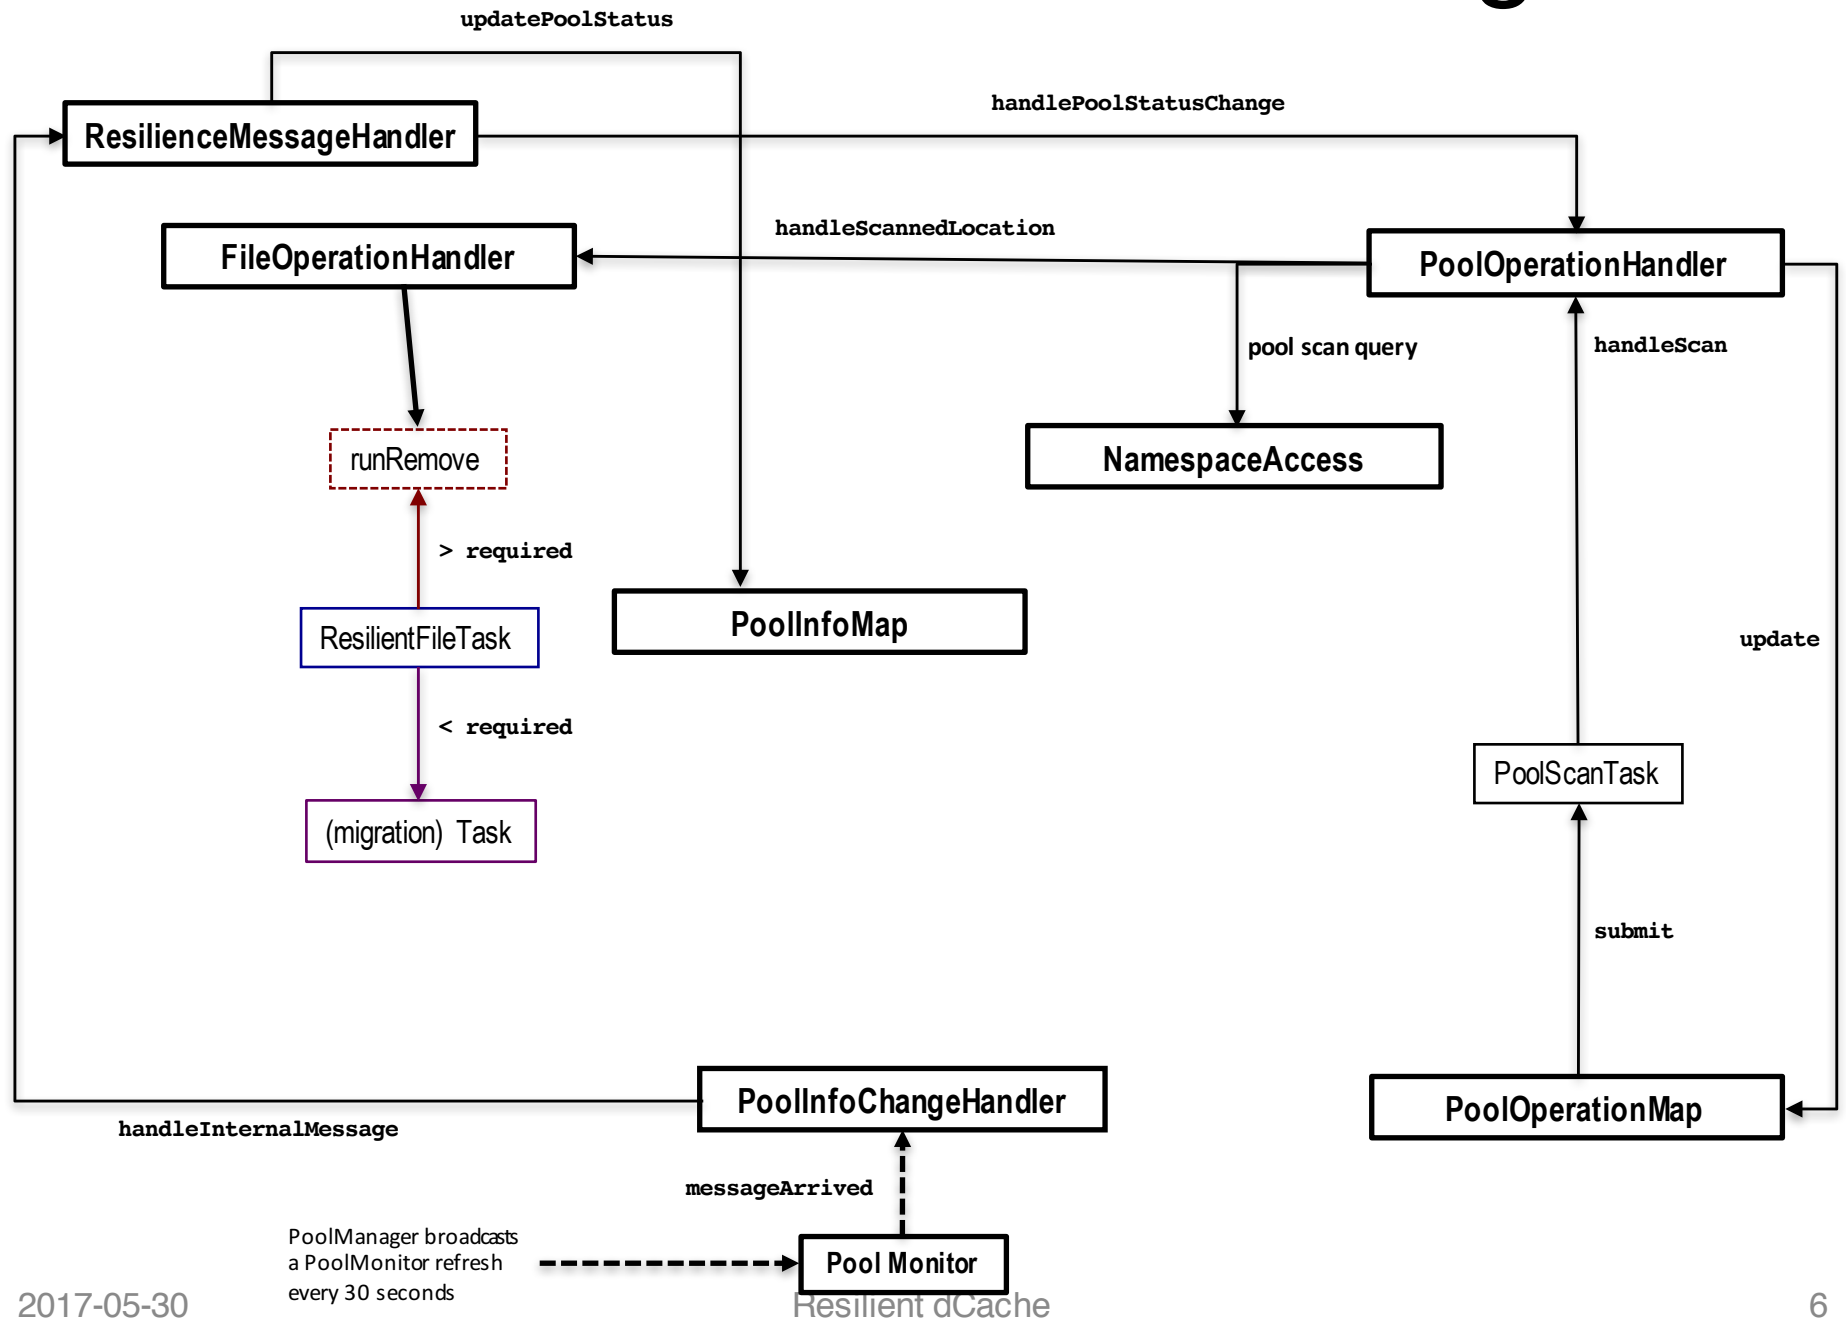 updatePoolStatus
handlePoolStatusChange
ResilienceMessageHandler
handleScannedLocation
FileOperationHandler
PoolOperationHandler
pool scan query
handleScan
runRemove
NamespaceAccess
> required
ResilientFileTask
PoolInfoMap
update
< required
PoolScanTask
(migration) Task
submit
PoolInfoChangeHandler
PoolOperationMap
handleInternalMessage
messageArrived
PoolManager broadcasts
a PoolMonitor refresh
every 30 seconds
Pool Monitor
2017-05-30
Resilient dCache
6